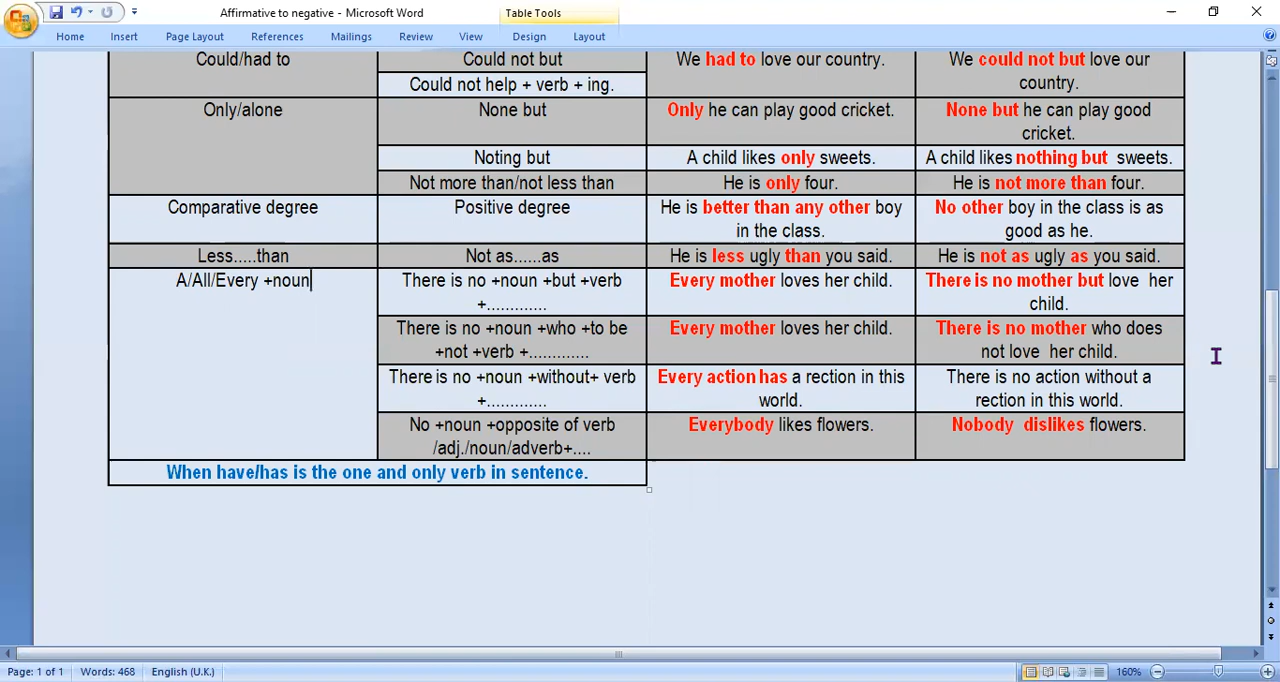 Affirmative to negative - Microsoft Word
Table Tools
Home
Insert
Page Layout
References
Mailings
Review
View
Design
Layout
Could/had to
Could not but
We had to love our country.
We could not but love our
country.
Could not help + verb + ing.
Only/alone
None but
Only he can play good cricket.
None but he can play good
cricket.
Noting but
A child likes only sweets.
A child likes nothing but sweets.
Not more than/not less than
He is only four.
He is not more than four.
Comparative degree
Positive degree
He is better than any other boy
in the class.
No other boy in the class is as
good as he.
Less.....than
Not as......as
He is less ugly than you said.
He is not as ugly as you said.
A/All/Every +noun
There is no +noun +but +verb
+.............
Every mother loves her child.
There is no mother but love her
child.
There is no +noun +who +to be
+not +verb +.............
Every mother loves her child.
There is no mother who does
not love her child.
There is no +noun +without+ verb
+.............
Every action has a rection in this
world.
There is no action without a
rection in this world.
No +noun +opposite of verb
/adj./noun/adverb+....
Everybody likes flowers.
Nobody dislikes flowers.
When have/has is the one and only verb in sentence.
Page: 1 of 1
Words: 468
English (U.K.)
160%